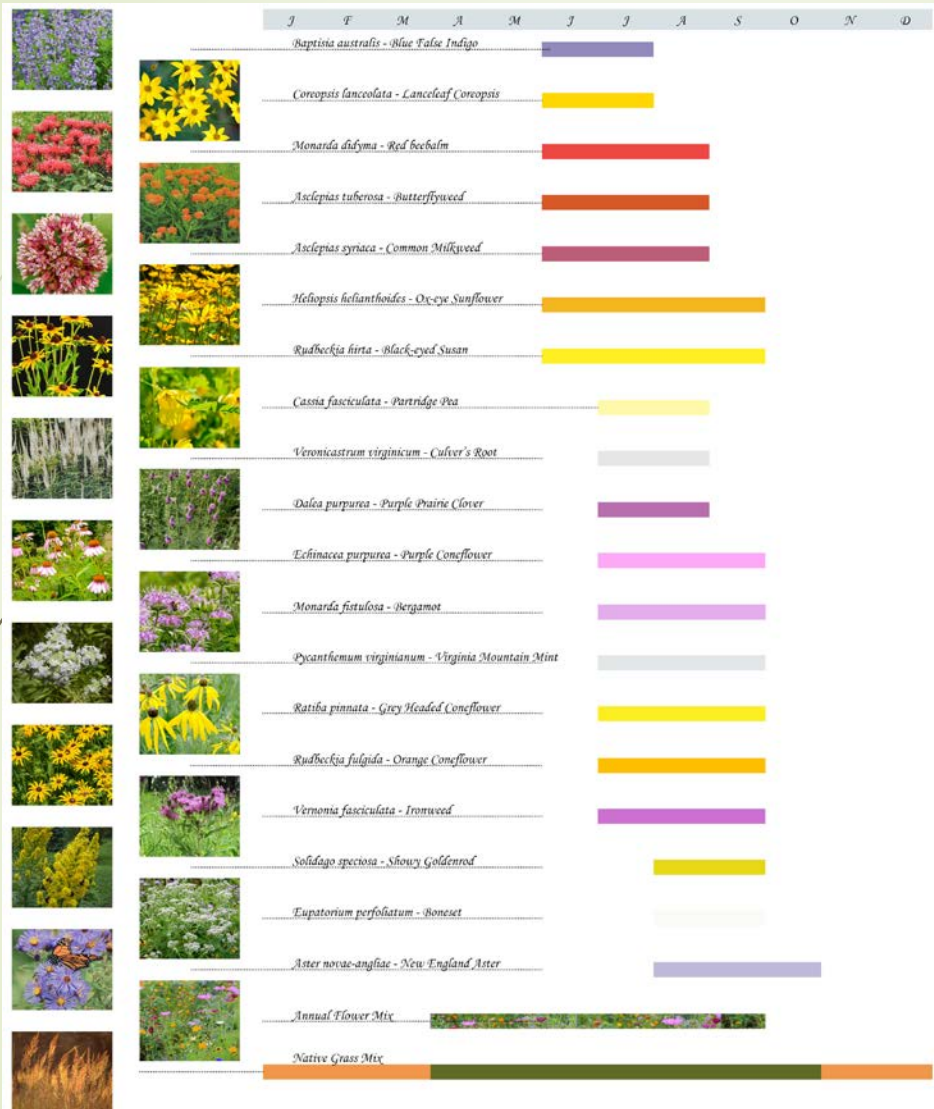 J F M A M J J A S O N D
Baptisia australis - Blue False Indigo
Coreopsis lanceolata - Lanceleaf Coreopsis
Monarda didyma - Red beebalm
Asclepias tuberosa - Butterflyweed
Asclepias syriaca - Common Milkweed
Heliopsis helianthoides - Ox-eye Sunflower
Rudbeckia hirta - Black-eyed Susan
Cassia fasciculata - Partridge Pea
Veronicastrum virginicum - Culver's Root
Dalea purpurea - Purple Prairie Clover
Echinacea purpurea - Purple Coneflower
Monarda fistulosa - Bergamot
Pycanthemum virginianum - Virginia Mountain Mint
Ratiba pinnata - Grey Headed Coneflower
Rudbeckia fulgida - Orange Coneflower
Vernonia fasciculata - Ironweed
Solidago speciosa - Showy Goldenrod
Eupatorium perfoliatum - Boneset
Aster novae-angliae - New England Aster
Annual Flower Mix
Native Grass Mix